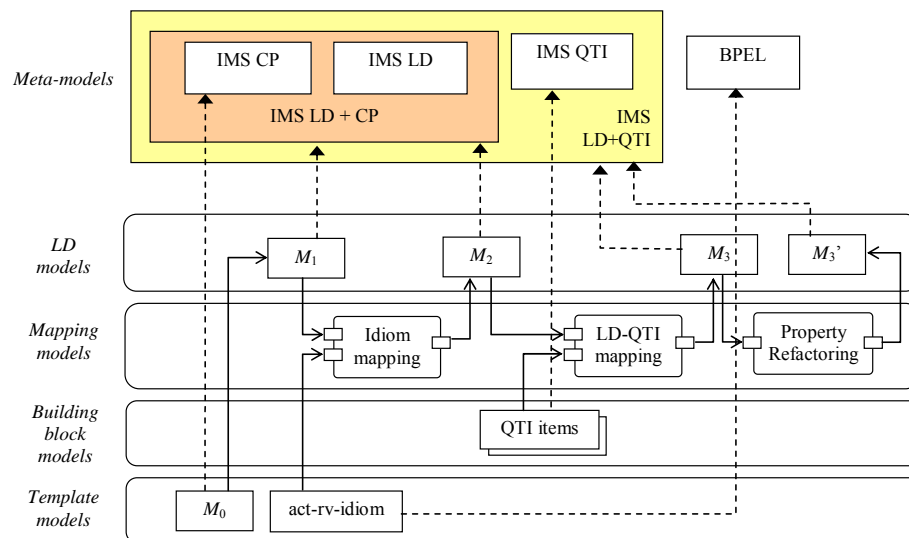 Meta-models
IMS CP
IMS LD
IMS QTI
BPEL
IMS LD + CP
IMS
LD+QTI
LD
models
M1
M2
M3
M3’
Mapping
models
Idiom
mapping
LD-QTI
mapping
Property
Refactoring
Building
block
models
QTI items
Template
models
M0
act-rv-idiom